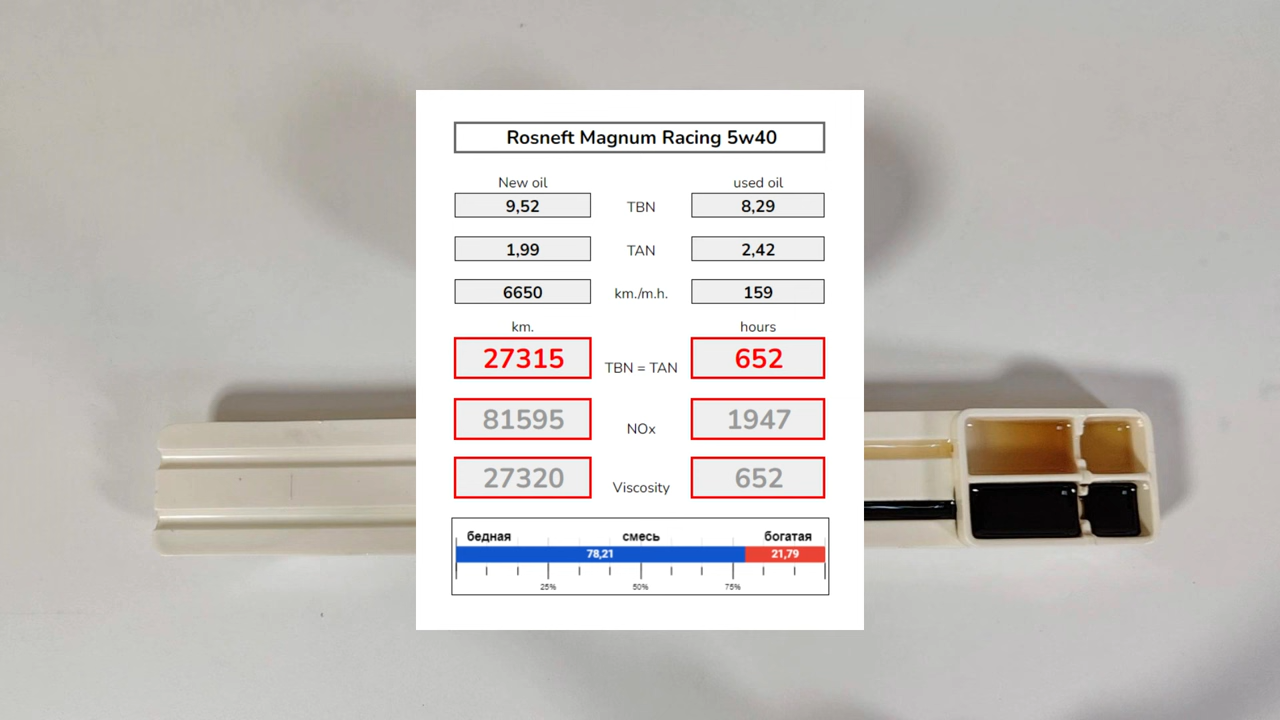 Rosneft Magnum Racing 5w40
New oil used oil
9,52 TBN 8,29
1,99 TAN 2,42
6650 km./m.h. 159
km. hours
27315 TBN = TAN 652
81595 NOx 1947
27320 Viscosity 652
бедная смесь богатая
78,21 21,79
25% 50% 75%